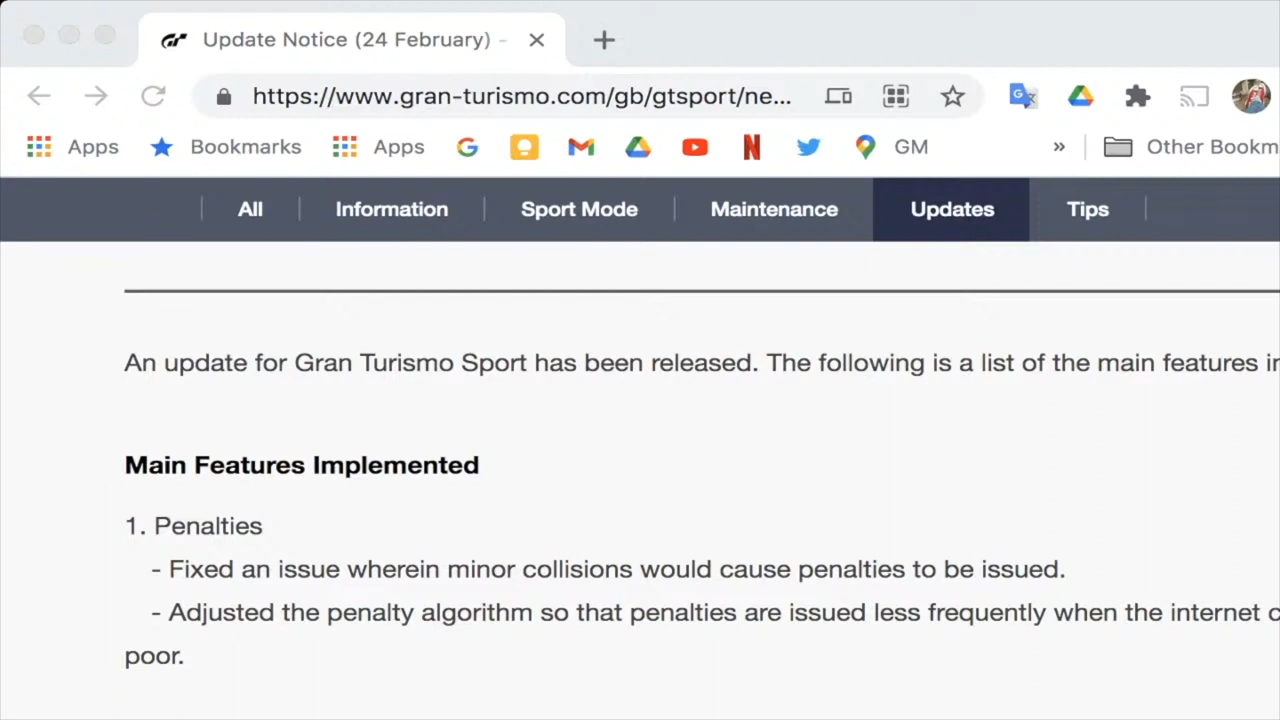 Update Notice (24 February) -
https://www.gran-turismo.com/gb/gtsport/ne...
Apps Bookmarks Apps GM » Other Bookm
All Information Sport Mode Maintenance Updates Tips
An update for Gran Turismo Sport has been released. The following is a list of the main features in
Main Features Implemented
1. Penalties
- Fixed an issue wherein minor collisions would cause penalties to be issued.
- Adjusted the penalty algorithm so that penalties are issued less frequently when the internet c
poor.